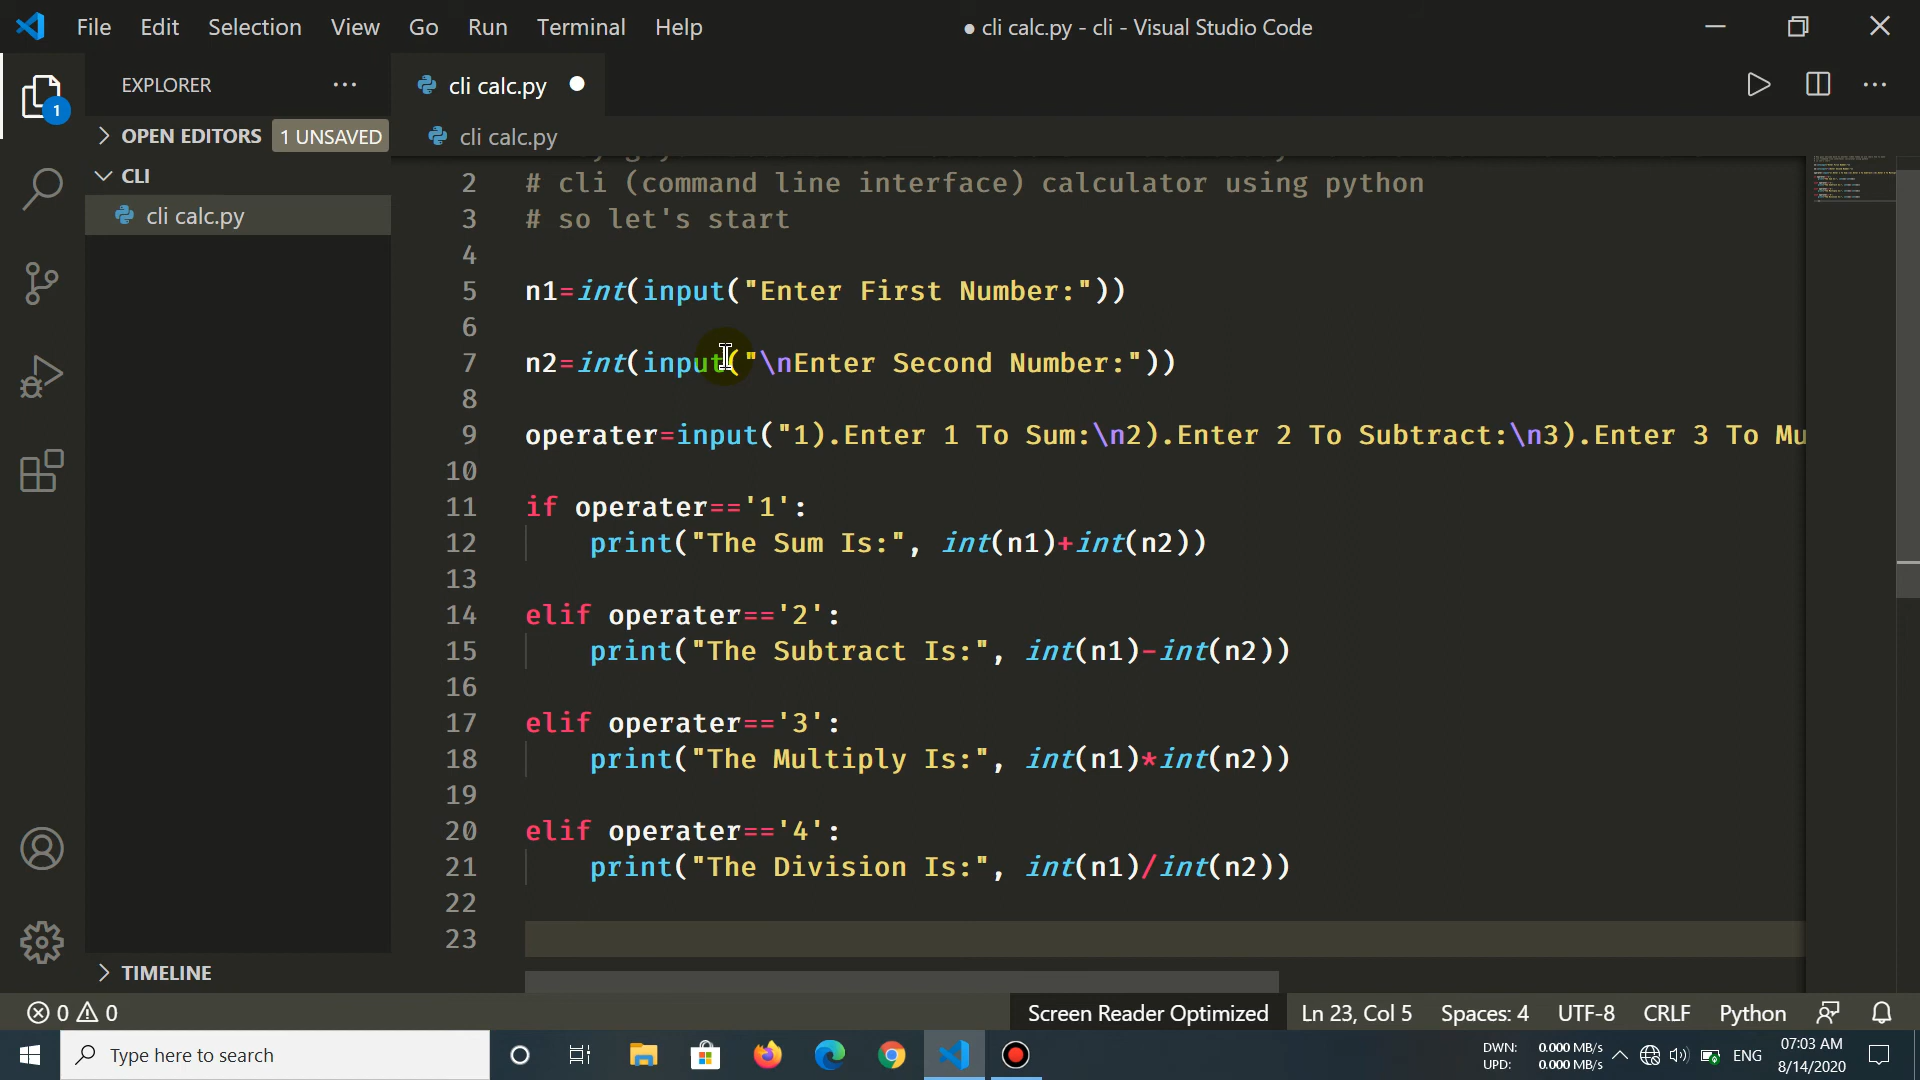 File Edit Selection View Go Run Terminal Help
● cli calc.py - cli - Visual Studio Code
EXPLORER
cli calc.py
OPEN EDITORS 1 UNSAVED
cli calc.py
CLI
cli calc.py
2 # cli (command line interface) calculator using python
3 # so let's start
4
5 n1=int(input("Enter First Number:"))
6
7 n2=int(input("\nEnter Second Number:"))
8
9 operater=input("1).Enter 1 To Sum:\n2).Enter 2 To Subtract:\n3).Enter 3 To Mu
10
11 if operater=='1':
12 print("The Sum Is:", int(n1)+int(n2))
13
14 elif operater=='2':
15 print("The Subtract Is:", int(n1)-int(n2))
16
17 elif operater=='3':
18 print("The Multiply Is:", int(n1)*int(n2))
19
20 elif operater=='4':
21 print("The Division Is:", int(n1)/int(n2))
22
23
TIMELINE
1
0 0
Screen Reader Optimized Ln 23, Col 5 Spaces: 4 UTF-8 CRLF Python
Type here to search
DWN: 0.000 MB/s
UPD: 0.000 MB/s
ENG
07:03 AM
8/14/2020